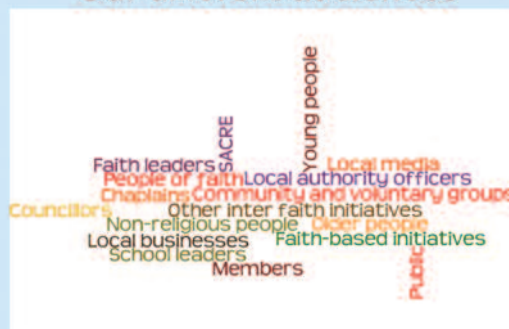 Young people
SACRE
Faith leaders
Local media
People of faith
Local authority officers
Chaplains
Community and voluntary groups
Councillors
Other inter faith initiatives
Non-religious people
Older people
Local businesses
Faith-based initiatives
School leaders
Public
Members